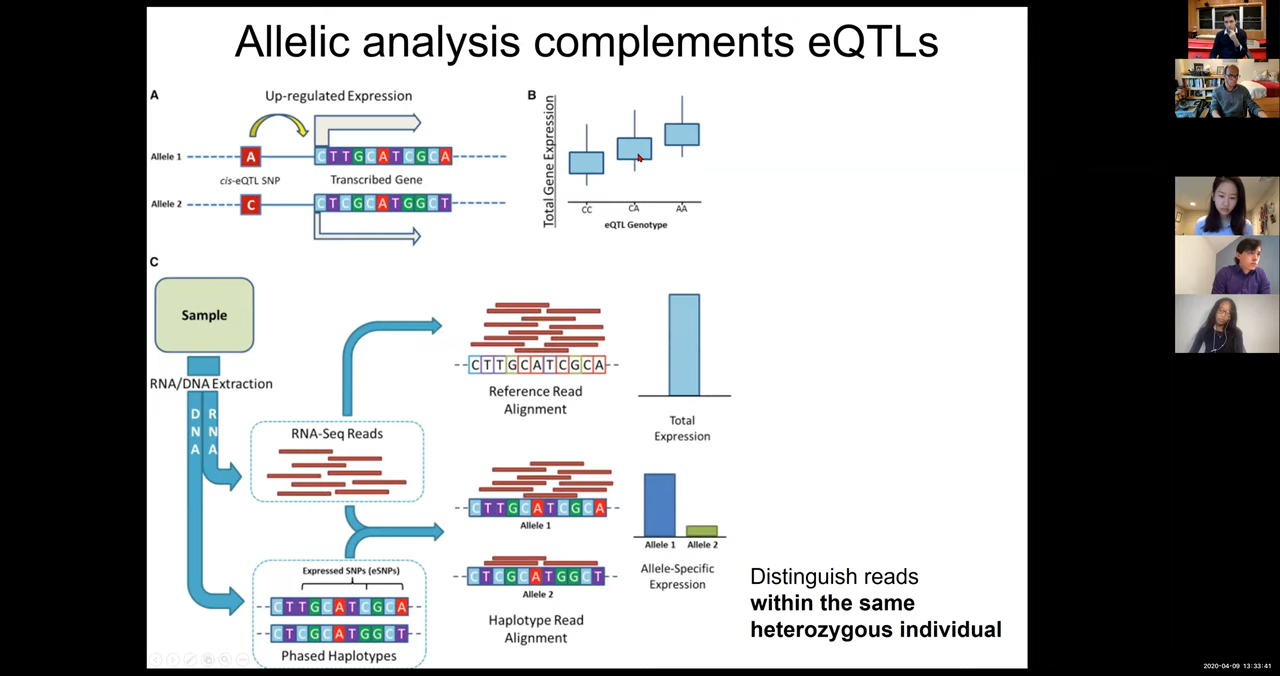 Allelic analysis complements eQTLs
A
Up-regulated Expression
Allele 1
A
CTTGCATCGCA
cis-eQTL SNP
Transcribed Gene
Allele 2
C
CTCGCATGGCT
B
Total Gene Expression
CC
CA
AA
eQTL Genotype
C
Sample
RNA/DNA Extraction
DNA
RNA
RNA-Seq Reads
CTTGCATCGCA
Reference Read
Alignment
Total
Expression
CTTGCATCGCA
Allele 1
CTCGCATGGCT
Allele 2
Haplotype Read
Alignment
Allele 1
Allele 2
Allele-Specific
Expression
Expressed SNPs (eSNPs)
CTTGCATCGCA
CTCGCATGGCT
Phased Haplotypes
Distinguish reads
within the same
heterozygous individual
2020-04-09 13:33:41